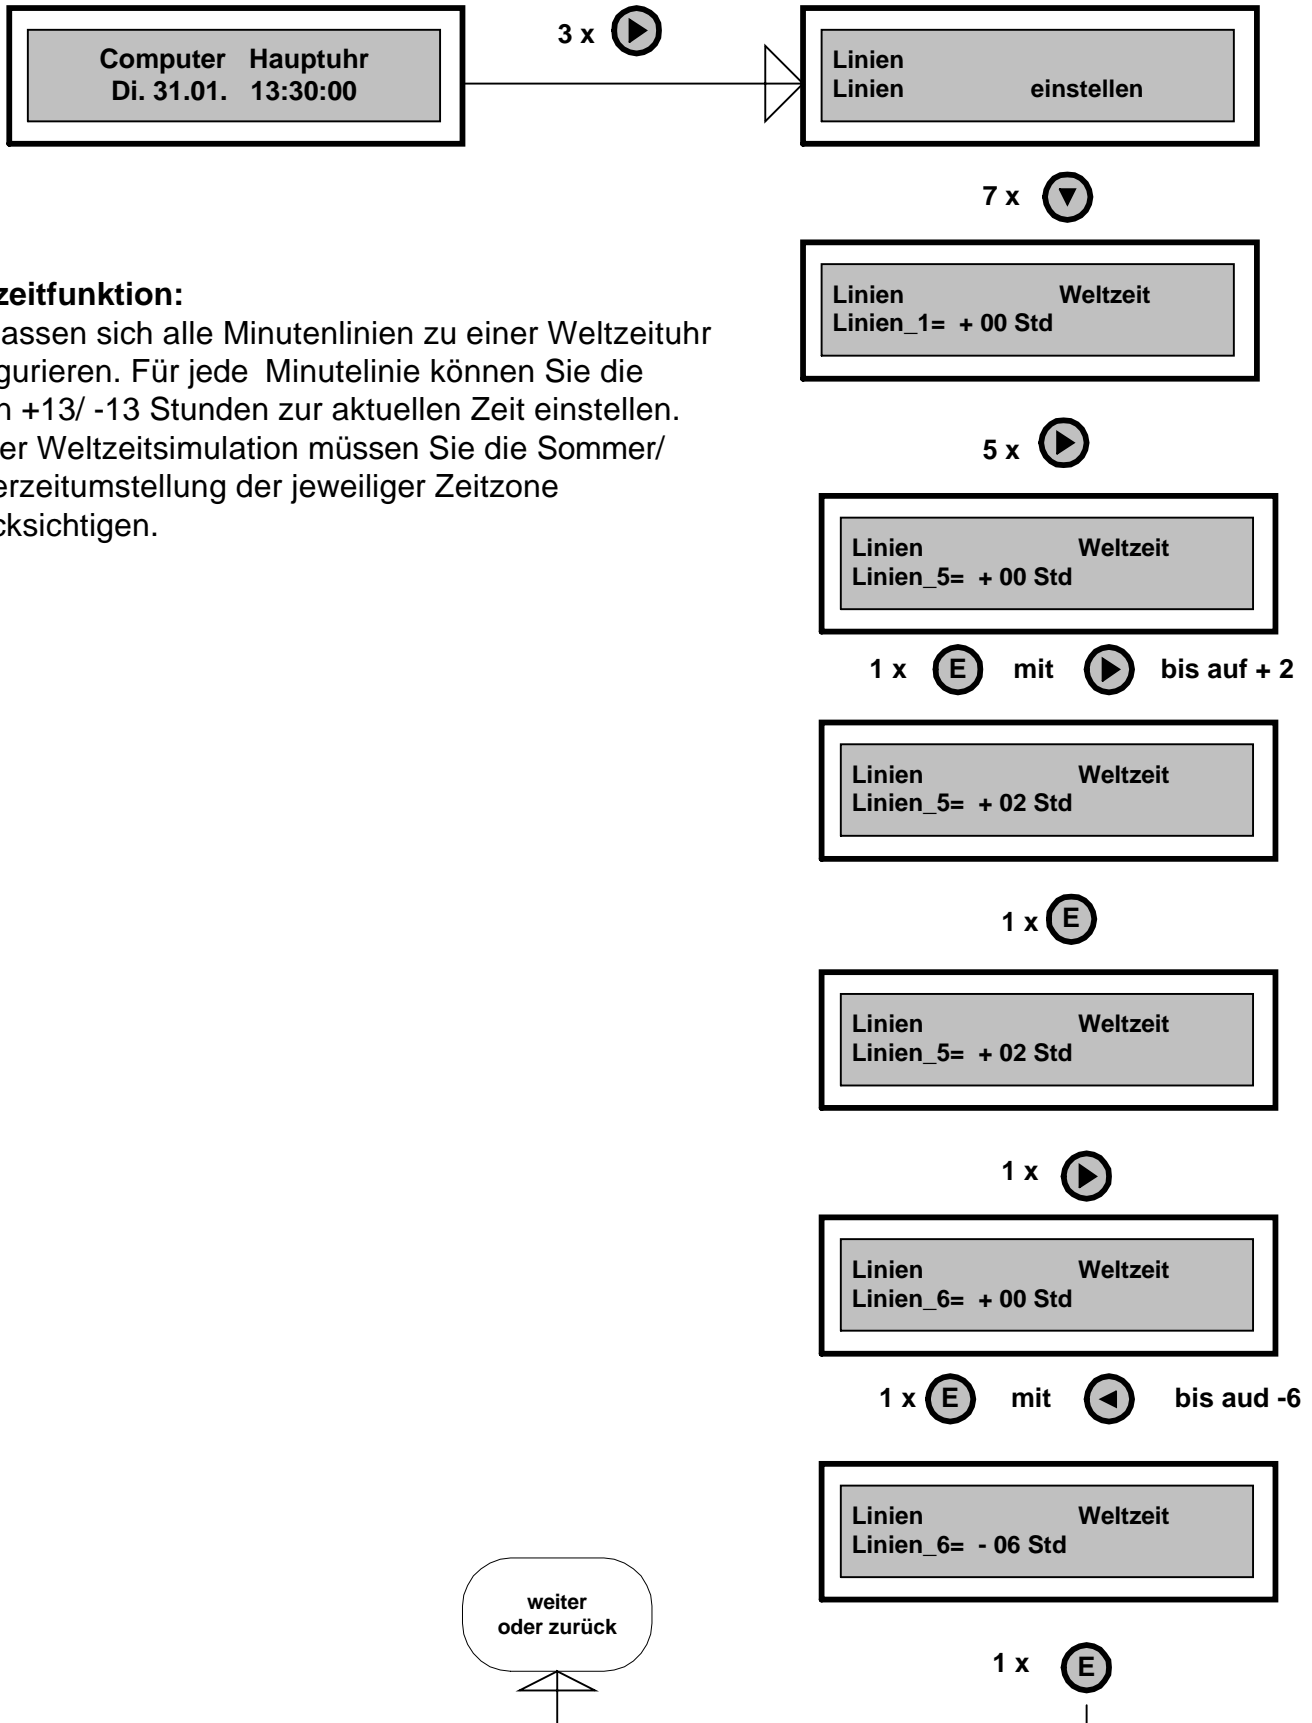 3 x
Computer Hauptuhr
Di. 31.01. 13:30:00
Linien
Linien einstellen
7 x
zeitfunktion:
assen sich alle Minutenlinien zu einer Weltzeituhr
gurieren. Für jede Minutelinie können Sie die
n +13/ -13 Stunden zur aktuellen Zeit einstellen.
er Weltzeitsimulation müssen Sie die Sommer/
erzeitumstellung der jeweiliger Zeitzone
cksichtigen.
Linien Weltzeit
Linien_1= + 00 Std
5 x
Linien Weltzeit
Linien_5= + 00 Std
1 x E mit bis auf + 2
Linien Weltzeit
Linien_5= + 02 Std
1 x E
Linien Weltzeit
Linien_5= + 02 Std
1 x
Linien Weltzeit
Linien_6= + 00 Std
1 x E mit bis aud -6
Linien Weltzeit
Linien_6= - 06 Std
weiter
oder zurück
1 x E